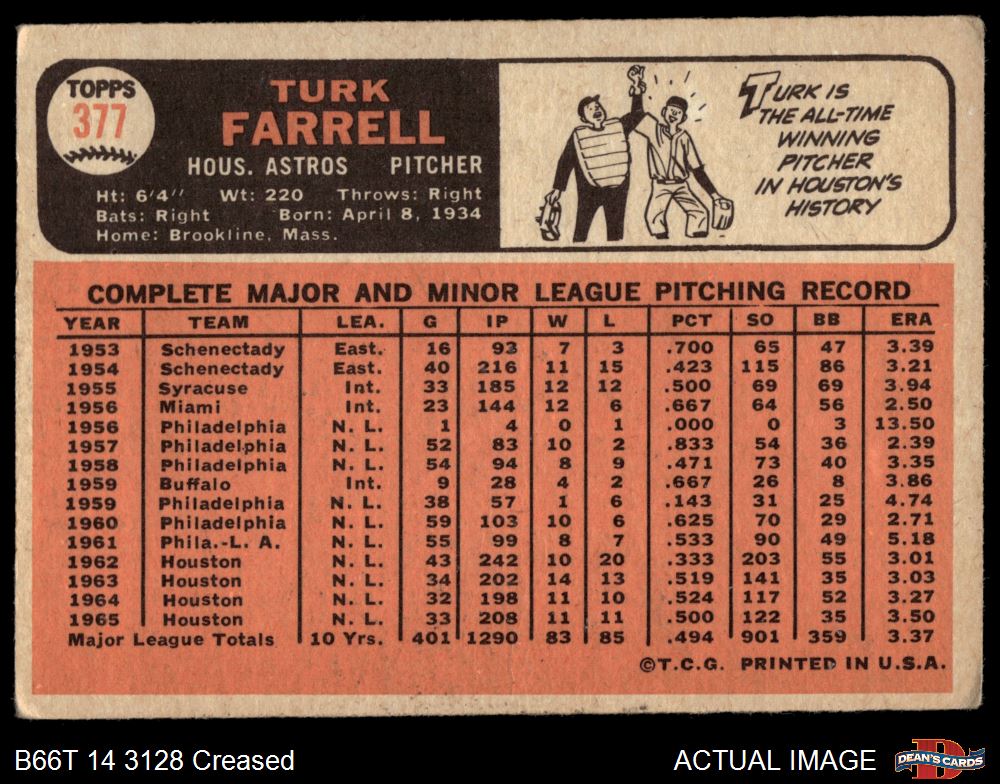 TOPPS
377
TURK
FARRELL
HOUS. ASTROS PITCHER
Ht: 6'4'' Wt: 220 Throws: Right
Bats: Right Born: April 8, 1934
Home: Brookline, Mass.
TURK IS
THE ALL-TIME
WINNING
PITCHER
IN HOUSTON'S
HISTORY
COMPLETE MAJOR AND MINOR LEAGUE PITCHING RECORD
YEAR TEAM LEA. G IP W L PCT SO BB ERA
1953 Schenectady East. 16 93 7 3 .700 65 47 3.39
1954 Schenectady East. 40 216 11 15 .423 115 86 3.21
1955 Syracuse Int. 33 185 12 12 .500 69 69 3.94
1956 Miami Int. 23 144 12 6 .667 64 56 2.50
1956 Philadelphia N. L. 1 4 0 1 .000 0 3 13.50
1957 Philadelphia N. L. 52 83 10 2 .833 54 36 2.39
1958 Philadelphia N. L. 54 94 8 9 .471 73 40 3.35
1959 Buffalo Int. 9 28 4 2 .667 26 8 3.86
1959 Philadelphia N. L. 38 57 1 6 .143 31 25 4.74
1960 Philadelphia N. L. 59 103 10 6 .625 70 29 2.71
1961 Phila.-L. A. N. L. 55 99 8 7 .533 90 49 5.18
1962 Houston N. L. 43 242 10 20 .333 203 55 3.01
1963 Houston N. L. 34 202 14 13 .519 141 35 3.03
1964 Houston N. L. 32 198 11 10 .524 117 52 3.27
1965 Houston N. L. 33 208 11 11 .500 122 35 3.50
Major League Totals 10 Yrs. 401 1290 83 85 .494 901 359 3.37
©T.C.G. PRINTED IN U.S.A.
B66T 14 3128 Creased ACTUAL IMAGE
D
DEAN'S CARDS